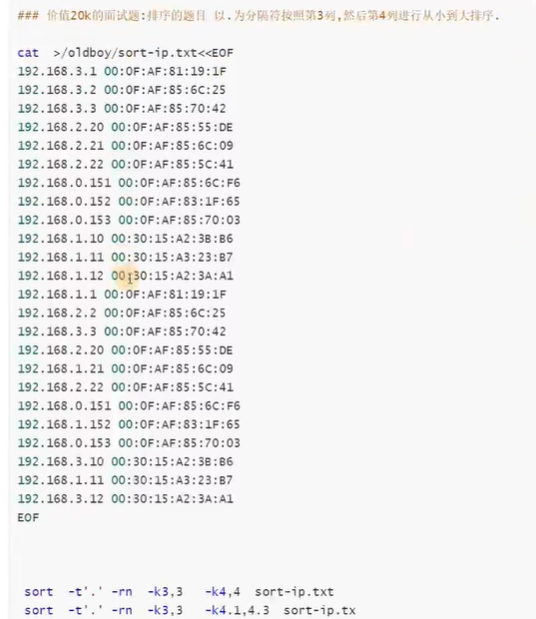 ### 价值20k的面试题:排序的题目 以.为分隔符按照第3列,然后第4列进行从小到大排序.
cat  >/oldboy/sort-ip.txt<<EOF
192.168.3.1 00:0F:AF:81:19:1F
192.168.3.2 00:0F:AF:85:6C:25
192.168.3.3 00:0F:AF:85:70:42
192.168.2.20 00:0F:AF:85:55:DE
192.168.2.21 00:0F:AF:85:6C:09
192.168.2.22 00:0F:AF:85:5C:41
192.168.0.151 00:0F:AF:85:6C:F6
192.168.0.152 00:0F:AF:83:1F:65
192.168.0.153 00:0F:AF:85:70:03
192.168.1.10 00:30:15:A2:3B:B6
192.168.1.11 00:30:15:A3:23:B7
192.168.1.12 00:30:15:A2:3A:A1
192.168.1.1 00:0F:AF:81:19:1F
192.168.2.2 00:0F:AF:85:6C:25
192.168.3.3 00:0F:AF:85:70:42
192.168.2.20 00:0F:AF:85:55:DE
192.168.1.21 00:0F:AF:85:6C:09
192.168.2.22 00:0F:AF:85:5C:41
192.168.0.151 00:0F:AF:85:6C:F6
192.168.1.152 00:0F:AF:83:1F:65
192.168.0.153 00:0F:AF:85:70:03
192.168.3.10 00:30:15:A2:3B:B6
192.168.1.11 00:30:15:A3:23:B7
192.168.3.12 00:30:15:A2:3A:A1
EOF
sort  -t'.' -rn  -k3,3   -k4,4  sort-ip.txt
sort  -t'.' -rn  -k3,3   -k4.1,4.3  sort-ip.tx